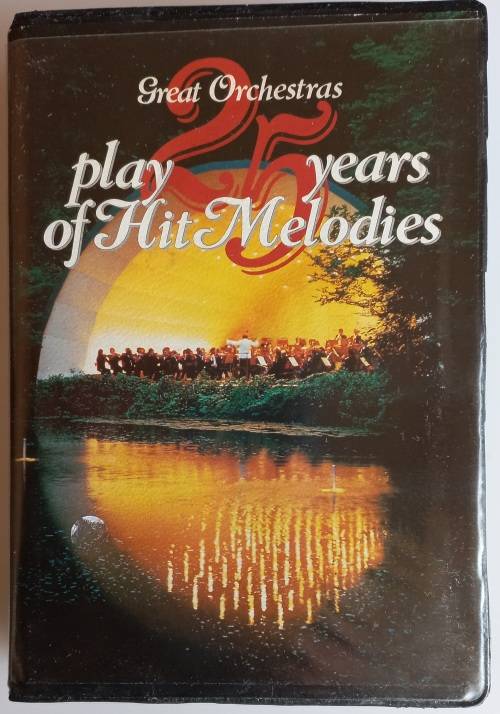 Great Orchestras
play 25 years
of Hit Melodies